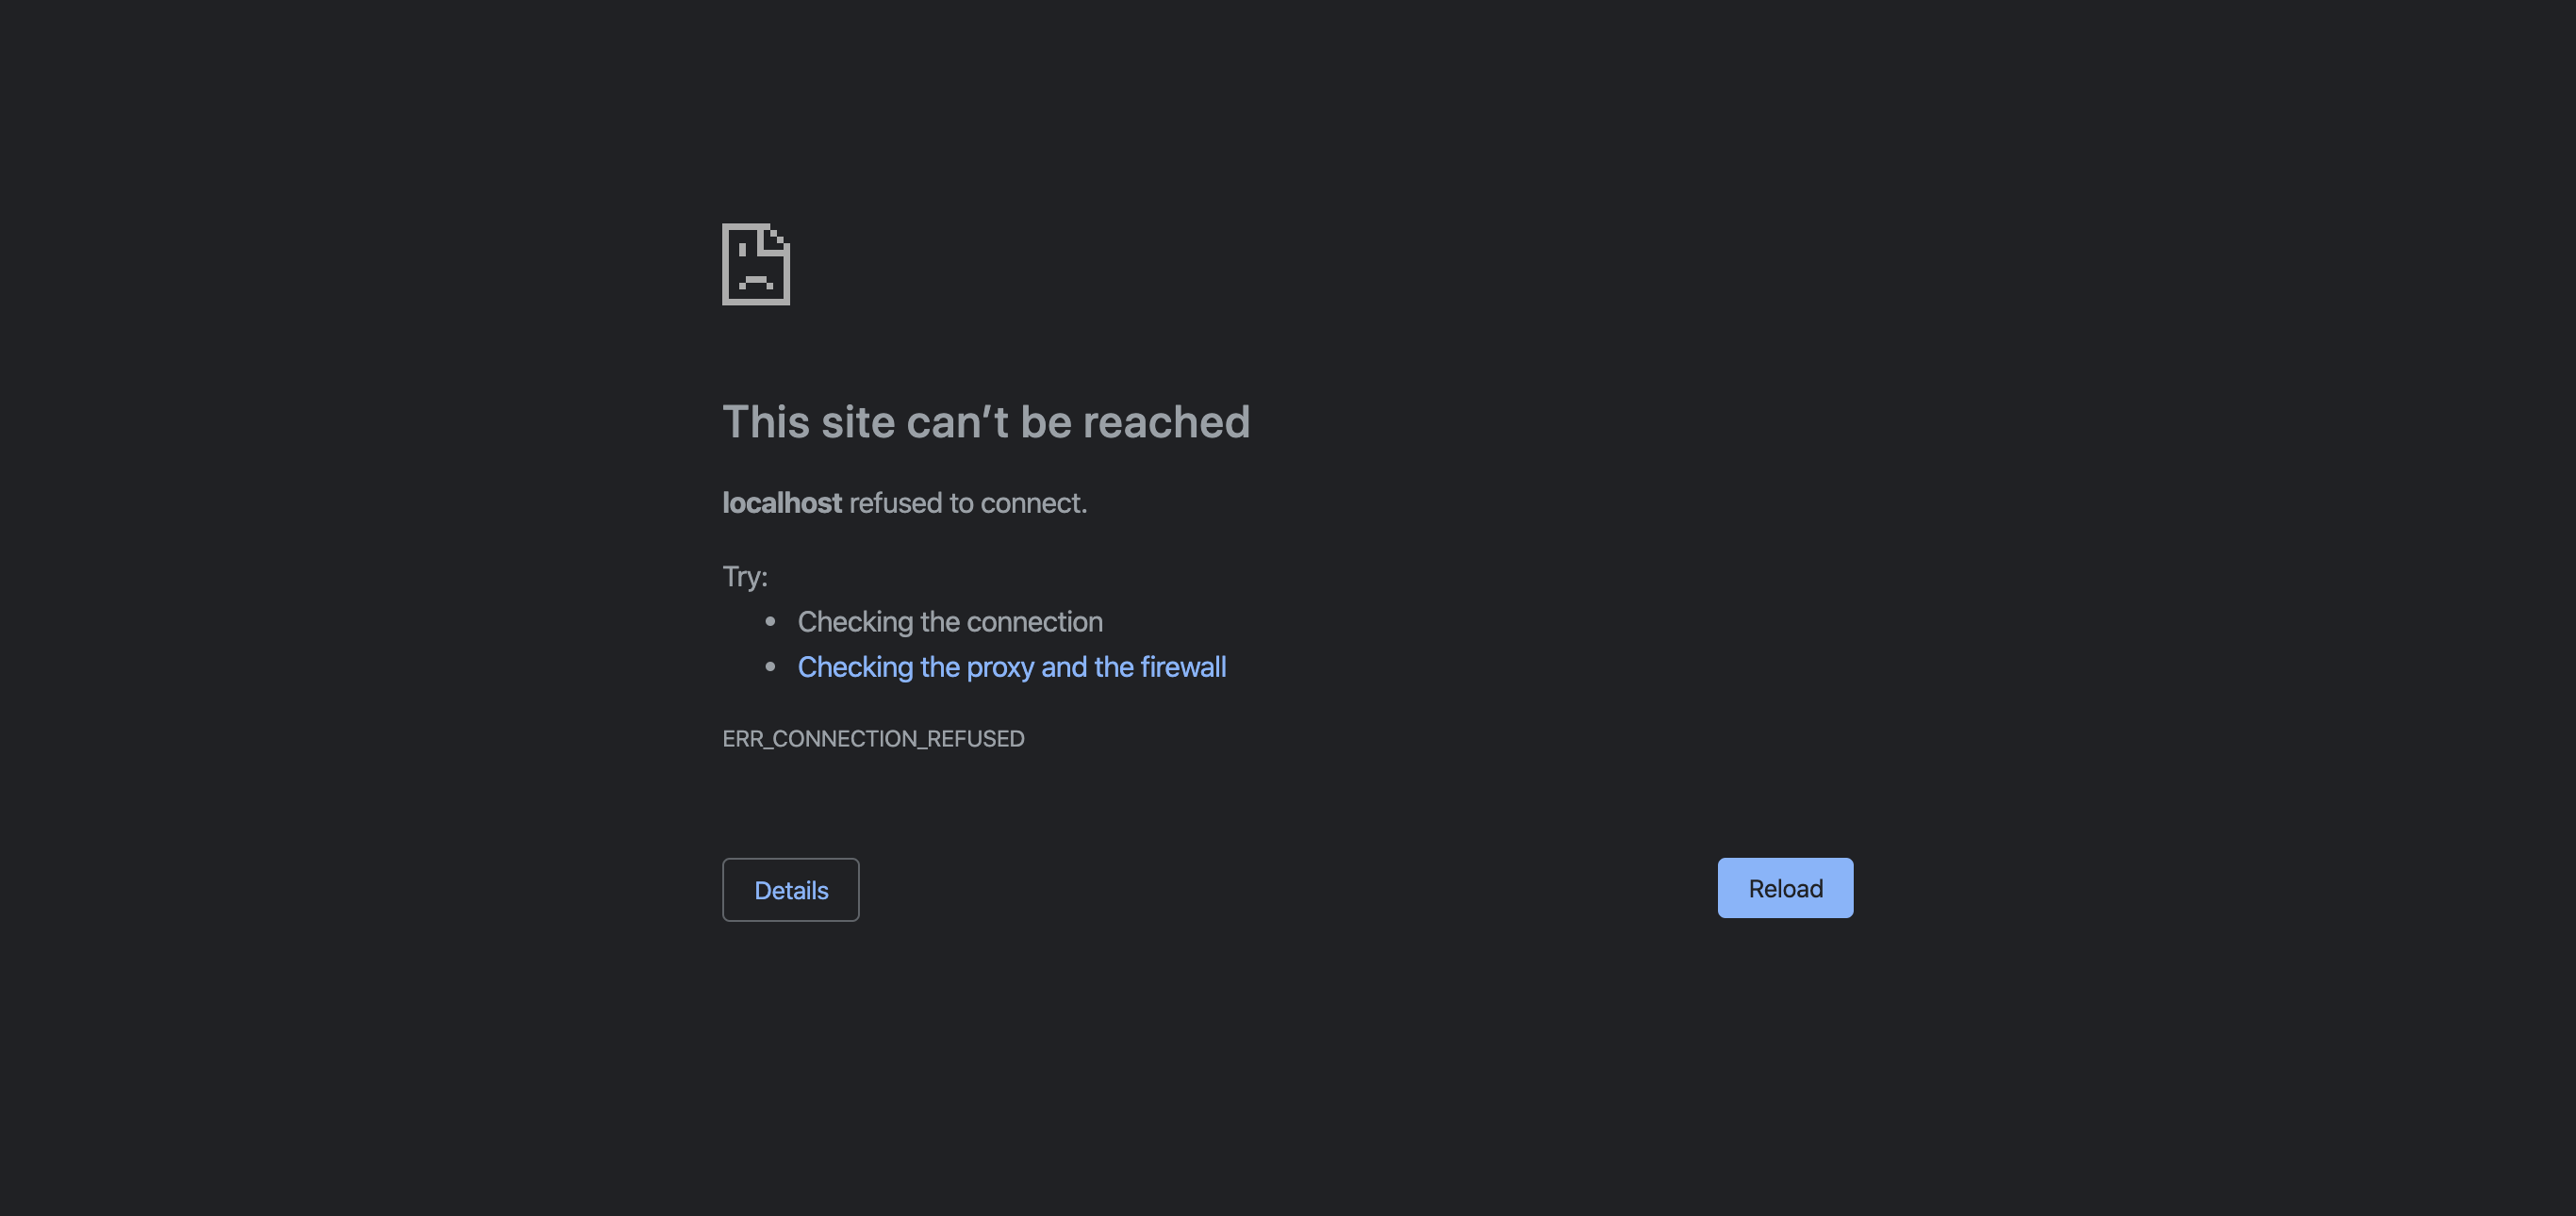 This site can’t be reached
localhost refused to connect.
Try:
• Checking the connection
• Checking the proxy and the firewall
ERR_CONNECTION_REFUSED
Details
Reload